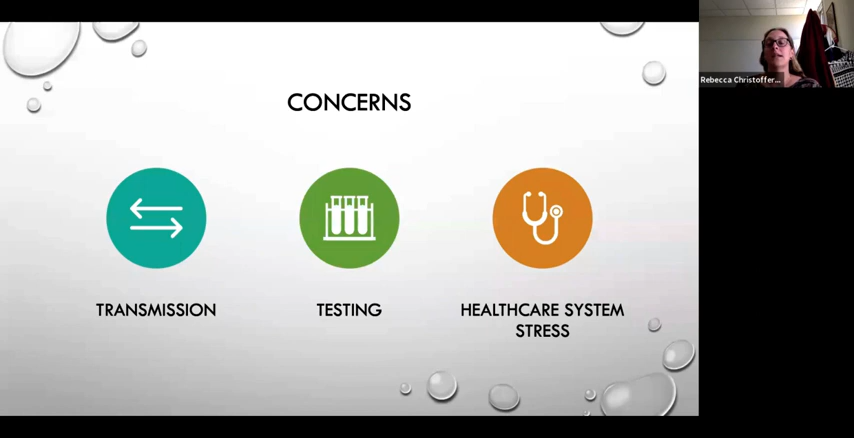 CONCERNS
TRANSMISSION
TESTING
HEALTHCARE SYSTEM
STRESS
Rebecca Christoffer...